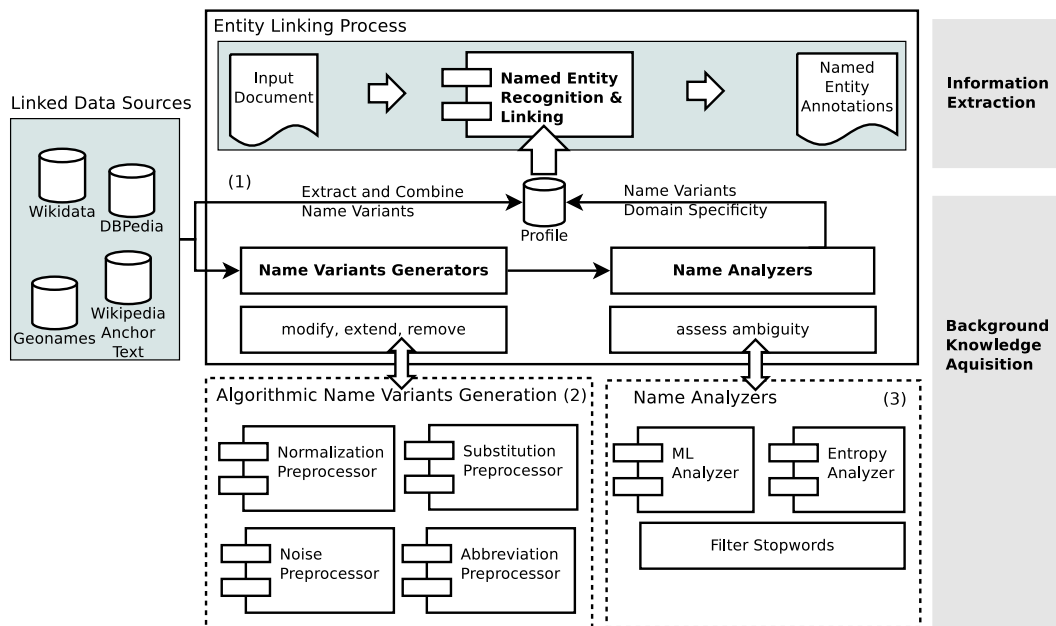 Entity Linking Process
Input
Document
Named Entity
Recognition &
Linking
Named
Entity
Annotations
Information
Extraction
Linked Data Sources
Wikidata
DBPedia
Geonames
Wikipedia
Anchor
Text
(1)
Extract and Combine
Name Variants
Profile
Name Variants
Domain Specificity
Name Variants Generators
Name Analyzers
modify, extend, remove
assess ambiguity
Background
Knowledge
Aquisition
Algorithmic Name Variants Generation (2)
Normalization
Preprocessor
Substitution
Preprocessor
Noise
Preprocessor
Abbreviation
Preprocessor
Name Analyzers
(3)
ML
Analyzer
Entropy
Analyzer
Filter Stopwords